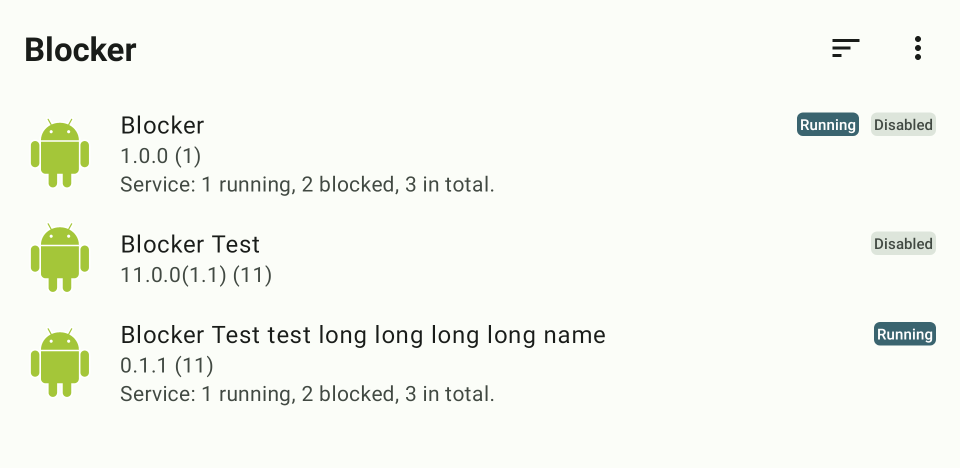 Blocker
Blocker Running Disabled
1.0.0 (1)
Service: 1 running, 2 blocked, 3 in total.
Blocker Test Disabled
11.0.0(1.1) (11)
Blocker Test test long long long long name Running
0.1.1 (11)
Service: 1 running, 2 blocked, 3 in total.